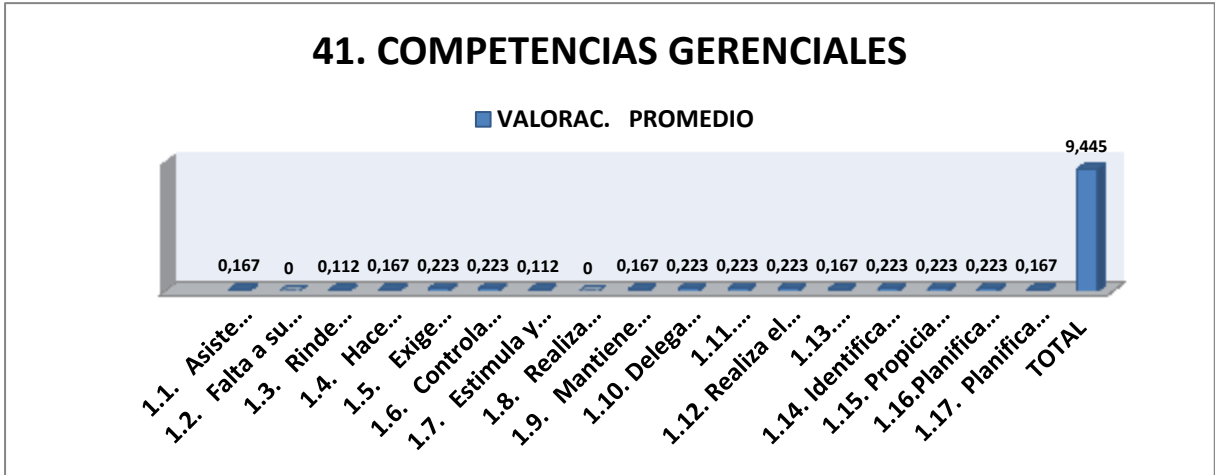 41. COMPETENCIAS GERENCIALES
VALORAC. PROMEDIO
9,445
0,167 0 0,112 0,167 0,223 0,223 0,112 0 0,167 0,223 0,223 0,223 0,167 0,223 0,223 0,223 0,167
1.1. Asiste...
1.2. Falta a su...
1.3. Rinde...
1.4. Hace...
1.5. Exige...
1.6. Controla...
1.7. Estimula y...
1.8. Realiza...
1.9. Mantiene...
1.10. Delega...
1.11....
1.12. Realiza el...
1.13....
1.14. Identifica...
1.15. Propicia...
1.16.Planifica...
1.17. Planifica...
TOTAL